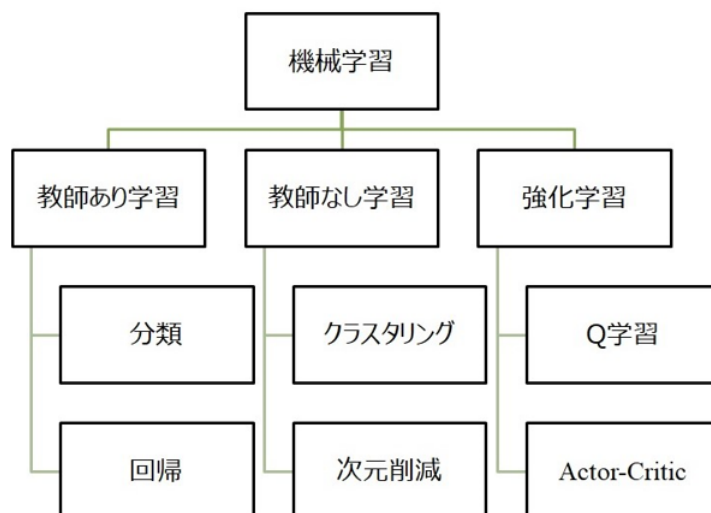 機械学習
教師あり学習
教師なし学習
強化学習
分類
クラスタリング
Q学習
回帰
次元削減
Actor-Critic